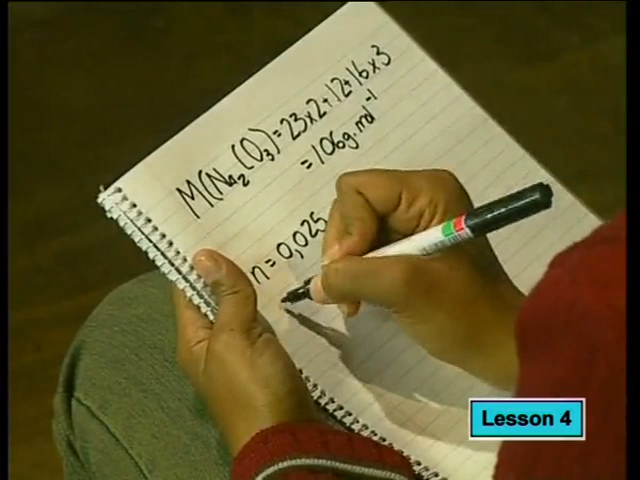 M(Na₂CO₃) = 23x2+12+16x3
= 106g.mol⁻¹
n = 0,025
Lesson 4